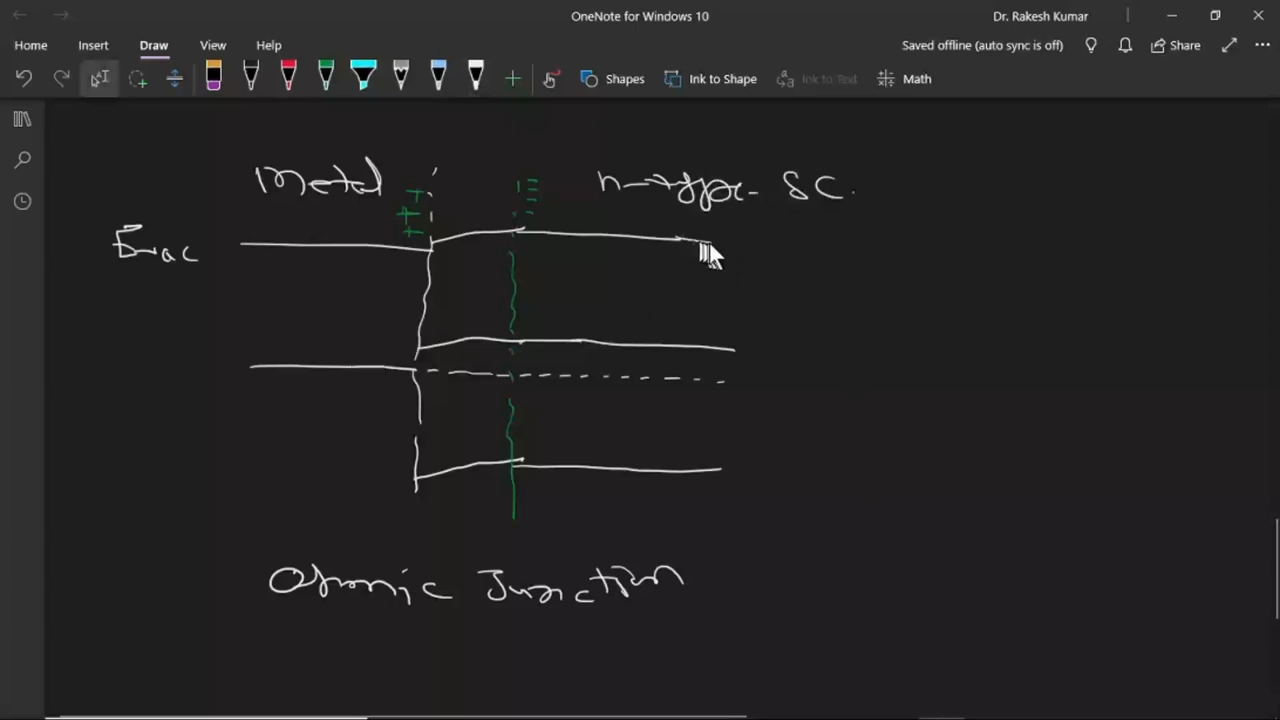 OneNote for Windows 10
Dr. Rakesh Kumar
Home Insert Draw View Help
Saved offline (auto sync is off)
Share
Shapes
Ink to Shape
Ink to Text
Math
Metal
n-type SC
+++
Evac
Ohmic Junction